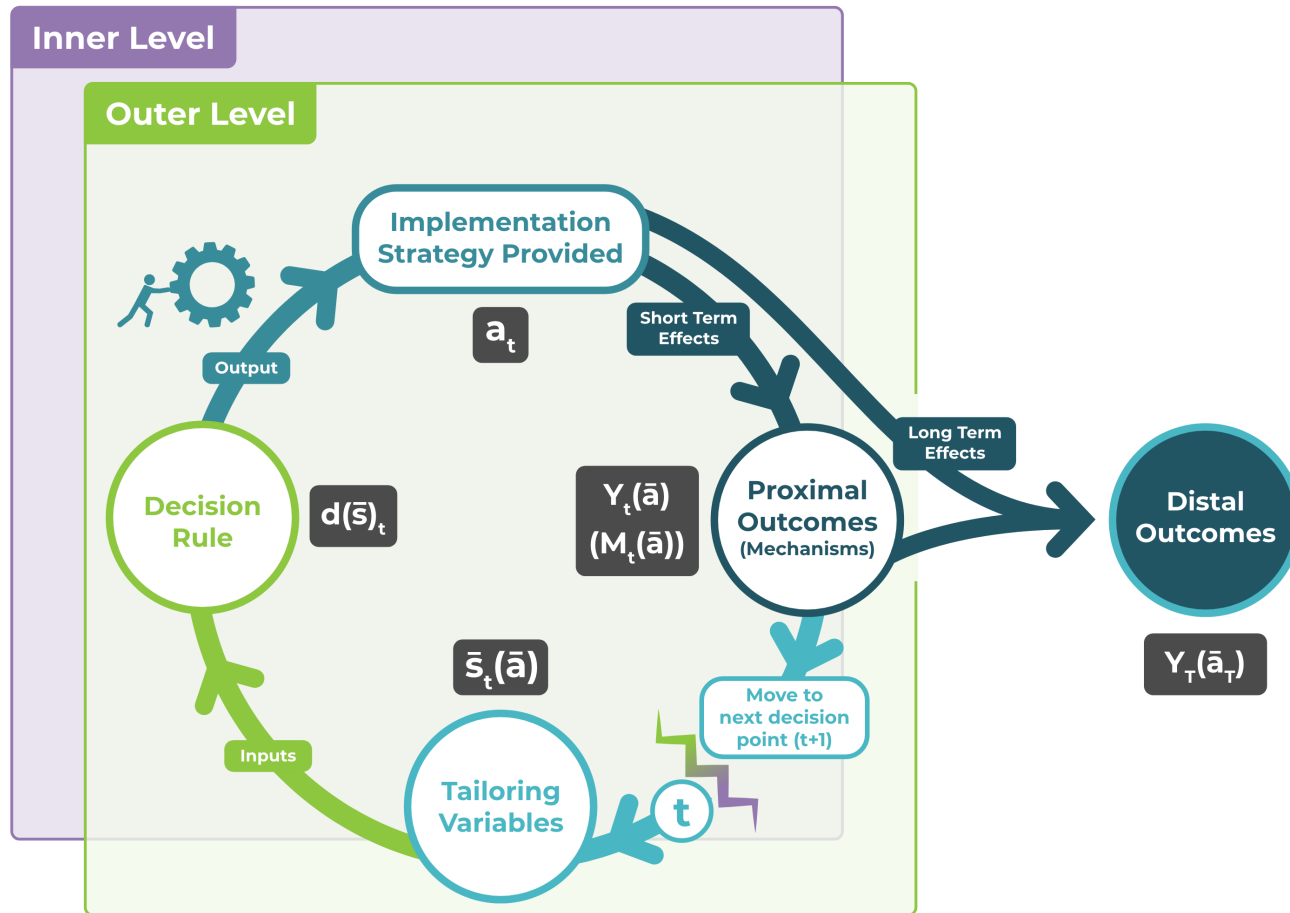 Inner Level
Outer Level
Implementation
Strategy Provided
aₜ
Short Term
Effects
Output
Long Term
Effects
Decision
Rule
d(s̄)ₜ
Yₜ(ā)
(Mₜ(ā))
Proximal
Outcomes
(Mechanisms)
Distal
Outcomes
Y_T(ā_T)
s̄ₜ(ā)
Move to
next decision
point (t+1)
Inputs
Tailoring
Variables
t